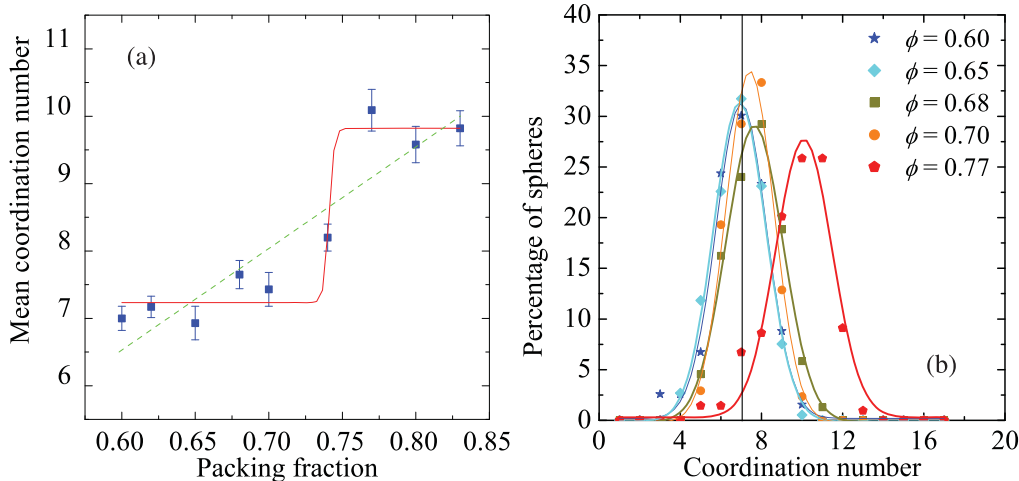 11
10
9
8
7
6
Mean coordination number
(a)
0.60 0.65 0.70 0.75 0.80 0.85
Packing fraction
40
35
30
25
20
15
10
5
0
Percentage of spheres
ϕ = 0.60
ϕ = 0.65
ϕ = 0.68
ϕ = 0.70
ϕ = 0.77
(b)
0 4 8 12 16 20
Coordination number